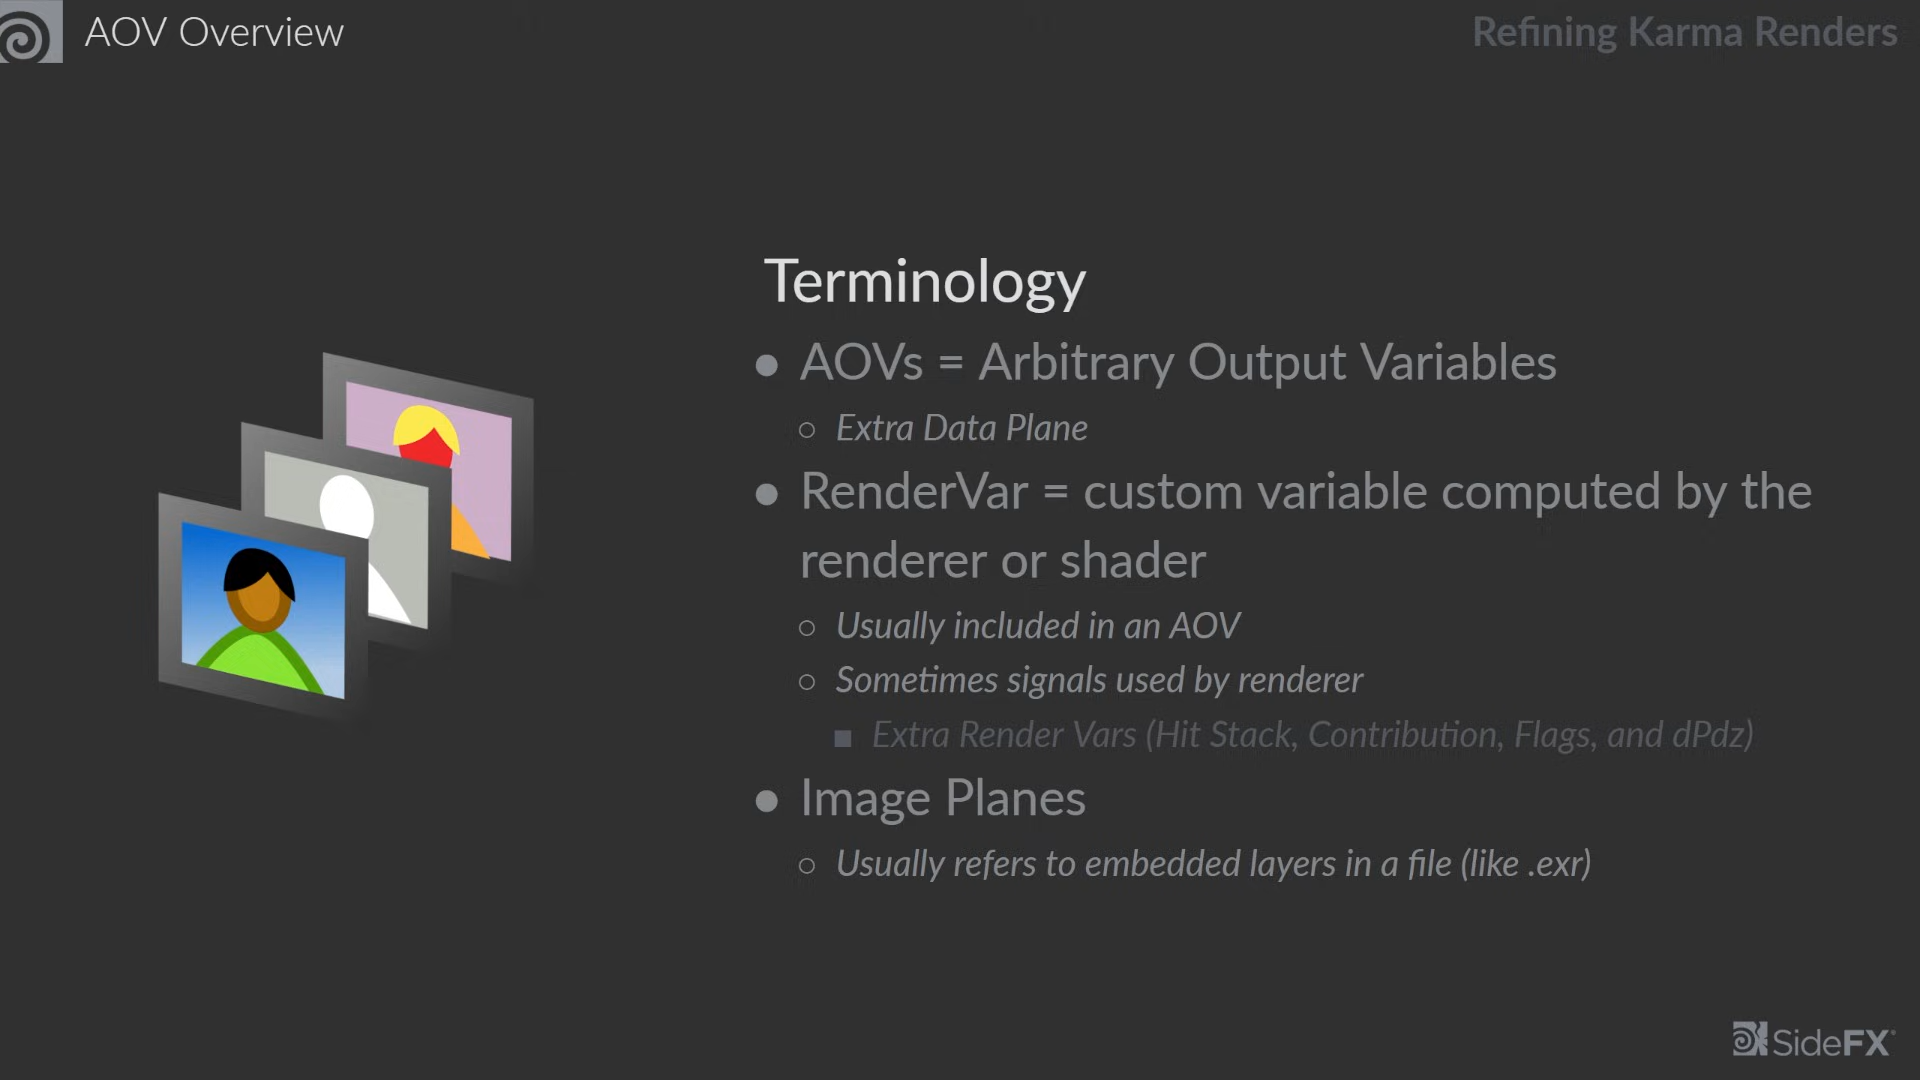 AOV Overview
Refining Karma Renders
Terminology
● AOVs = Arbitrary Output Variables
○ Extra Data Plane
● RenderVar = custom variable computed by the
renderer or shader
○ Usually included in an AOV
○ Sometimes signals used by renderer
■ Extra Render Vars (Hit Stack, Contribution, Flags, and dPdz)
● Image Planes
○ Usually refers to embedded layers in a file (like .exr)
SideFX